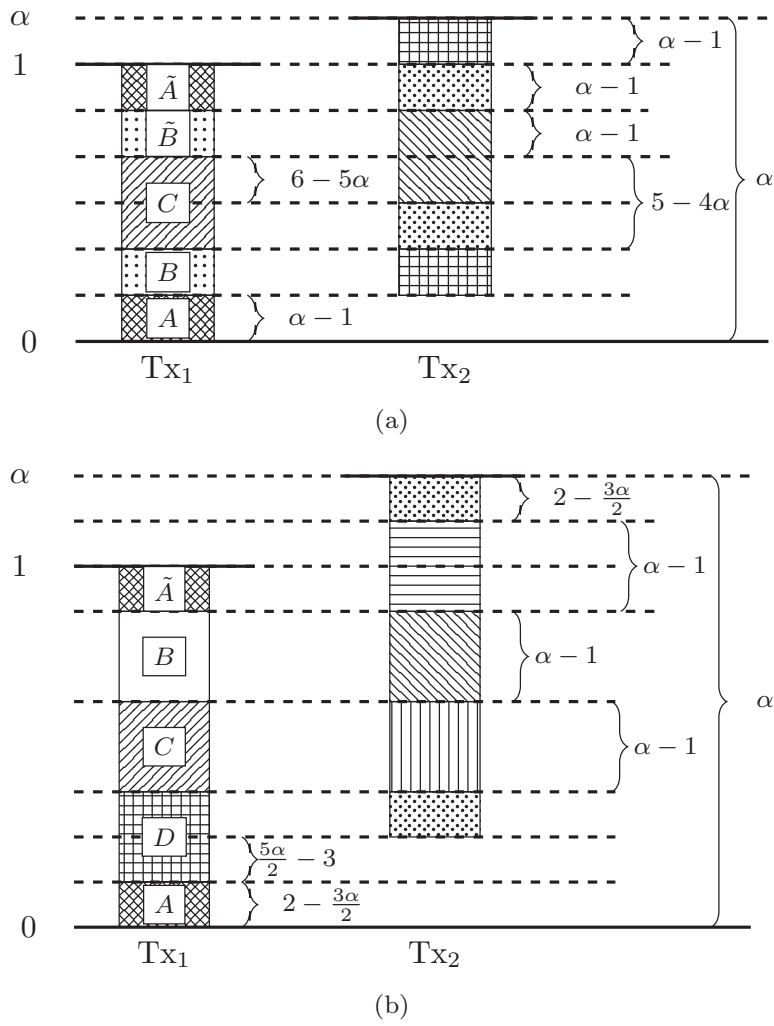 α
α − 1
1
Ã
α − 1
B̃
α − 1
6 − 5α
α
C
5 − 4α
B
A
α − 1
0
Tx₁ Tx₂
(a)
α
2 − 3α/2
1
α − 1
Ã
B
α − 1
α
C
α − 1
D
5α/2 − 3
A
2 − 3α/2
0
Tx₁ Tx₂
(b)